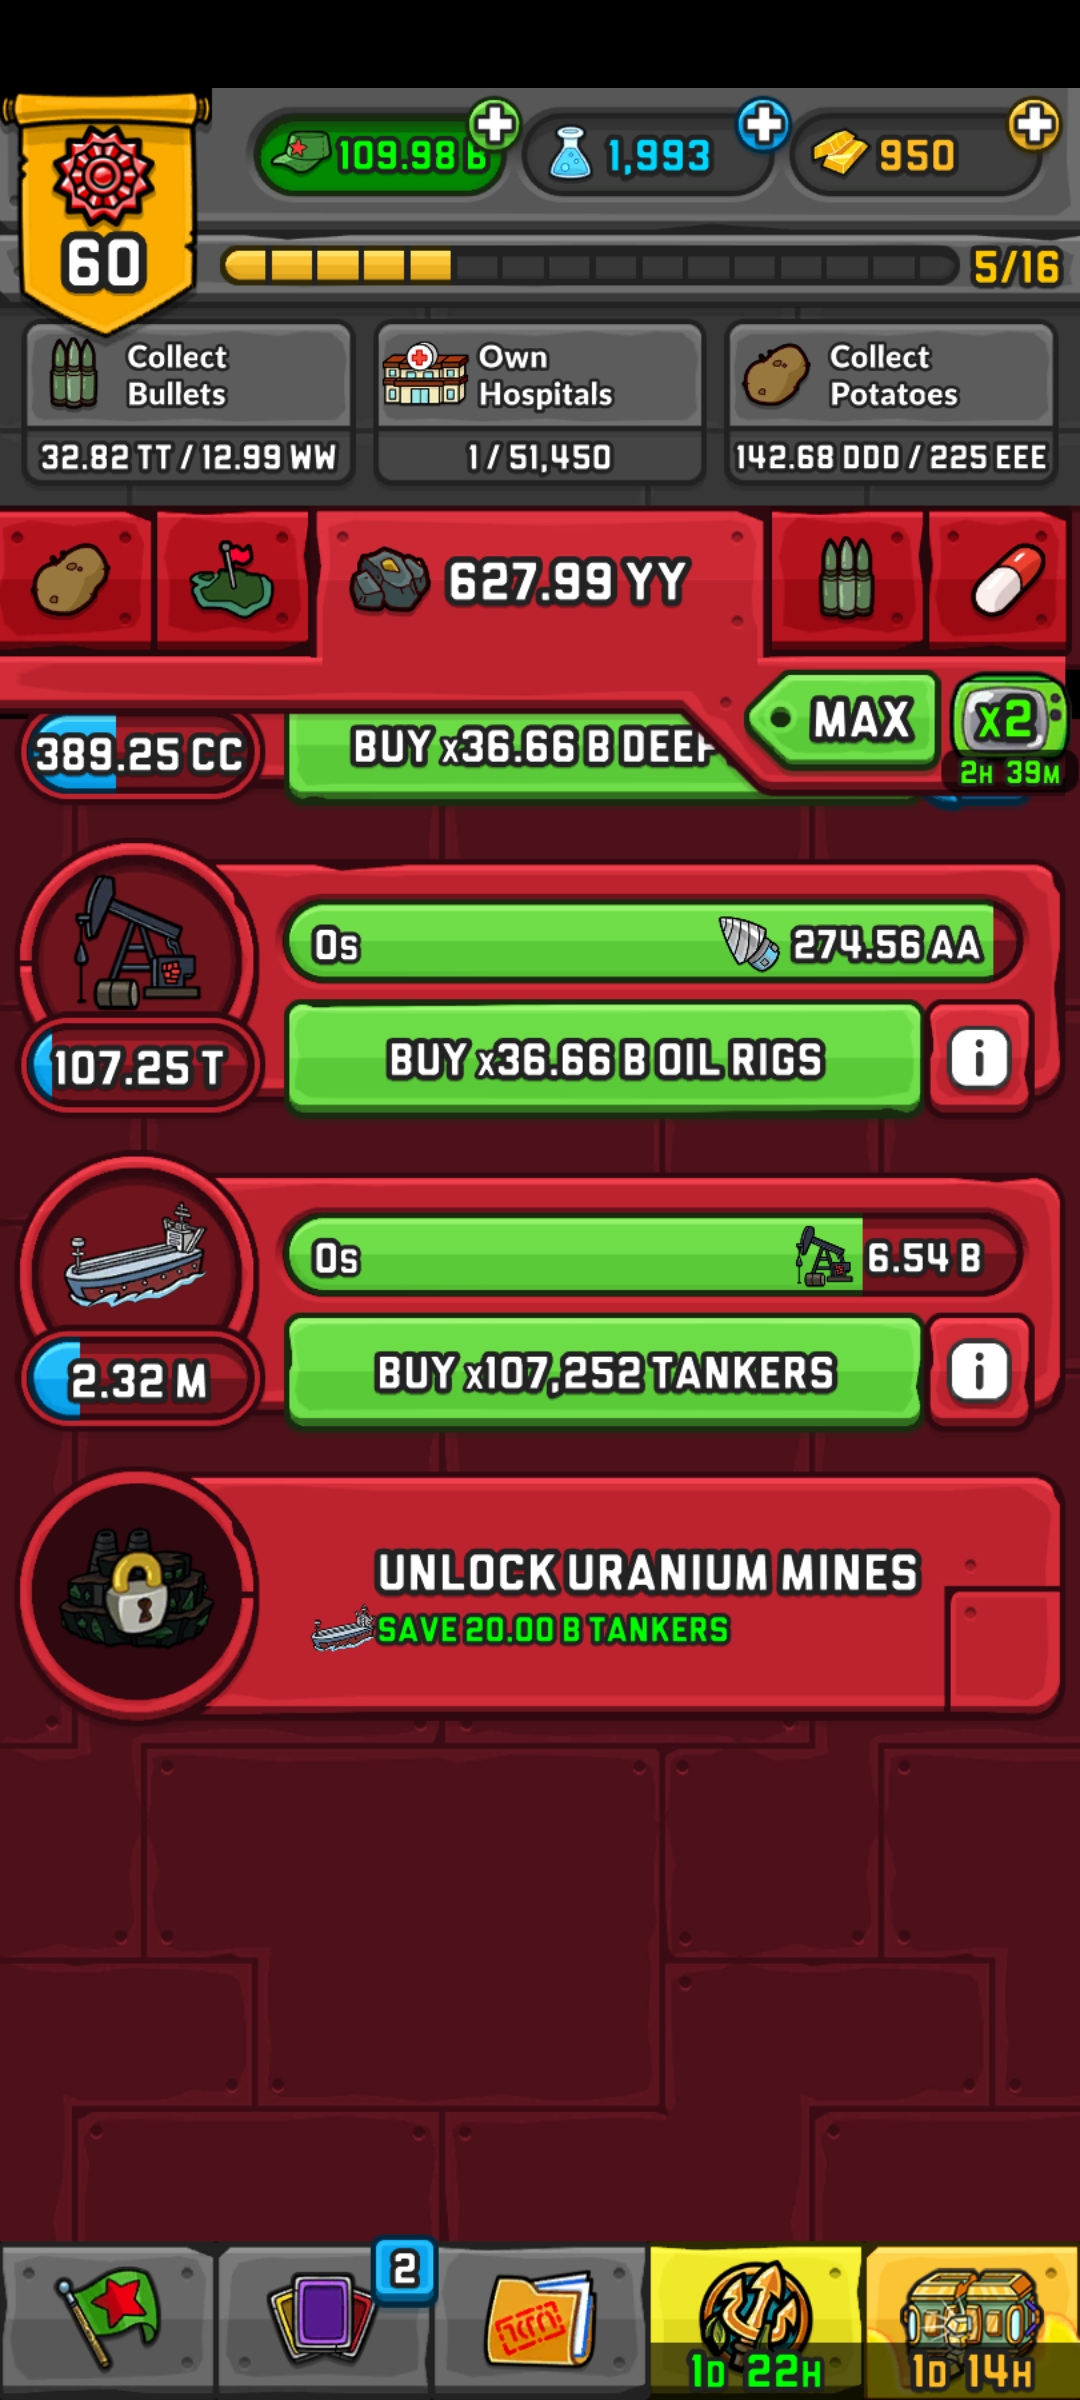 109.98 B
1,993
950
60
5/16
Collect
Bullets
32.82 TT / 12.99 WW
Own
Hospitals
1 / 51,450
Collect
Potatoes
142.68 DDD / 225 EEE
627.99 YY
MAX
x2
2H 39M
389.25 CC
BUY x36.66 B DEEP
0s
274.56 AA
107.25 T
BUY x36.66 B OIL RIGS
i
0s
6.54 B
2.32 M
BUY x107,252 TANKERS
i
UNLOCK URANIUM MINES
SAVE 20.00 B TANKERS
2
1D 22H
1D 14H